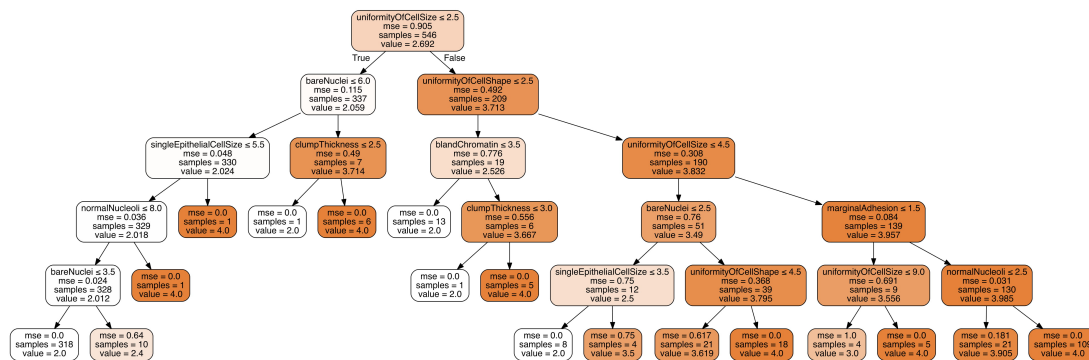 uniformityOfCellSize ≤ 2.5
mse = 0.905
samples = 546
value = 2.692
True
False
bareNuclei ≤ 6.0
mse = 0.115
samples = 337
value = 2.059
uniformityOfCellShape ≤ 2.5
mse = 0.492
samples = 209
value = 3.713
singleEpithelialCellSize ≤ 5.5
mse = 0.048
samples = 330
value = 2.024
clumpThickness ≤ 2.5
mse = 0.49
samples = 7
value = 3.714
blandChromatin ≤ 3.5
mse = 0.776
samples = 19
value = 2.526
uniformityOfCellSize ≤ 4.5
mse = 0.308
samples = 190
value = 3.832
normalNucleoli ≤ 8.0
mse = 0.036
samples = 329
value = 2.018
mse = 0.0
samples = 1
value = 4.0
mse = 0.0
samples = 1
value = 2.0
mse = 0.0
samples = 6
value = 4.0
mse = 0.0
samples = 13
value = 2.0
clumpThickness ≤ 3.0
mse = 0.556
samples = 6
value = 3.667
bareNuclei ≤ 2.5
mse = 0.76
samples = 51
value = 3.49
marginalAdhesion ≤ 1.5
mse = 0.084
samples = 139
value = 3.957
bareNuclei ≤ 3.5
mse = 0.024
samples = 328
value = 2.012
mse = 0.0
samples = 1
value = 4.0
mse = 0.0
samples = 1
value = 2.0
mse = 0.0
samples = 5
value = 4.0
singleEpithelialCellSize ≤ 3.5
mse = 0.75
samples = 12
value = 2.5
uniformityOfCellShape ≤ 4.5
mse = 0.368
samples = 39
value = 3.795
uniformityOfCellSize ≤ 9.0
mse = 0.691
samples = 9
value = 3.556
normalNucleoli ≤ 2.5
mse = 0.031
samples = 130
value = 3.985
mse = 0.0
samples = 318
value = 2.0
mse = 0.64
samples = 10
value = 2.4
mse = 0.0
samples = 8
value = 2.0
mse = 0.75
samples = 4
value = 3.5
mse = 0.617
samples = 21
value = 3.619
mse = 0.0
samples = 18
value = 4.0
mse = 1.0
samples = 4
value = 3.0
mse = 0.0
samples = 5
value = 4.0
mse = 0.181
samples = 21
value = 3.905
mse = 0.0
samples = 109
value = 4.0